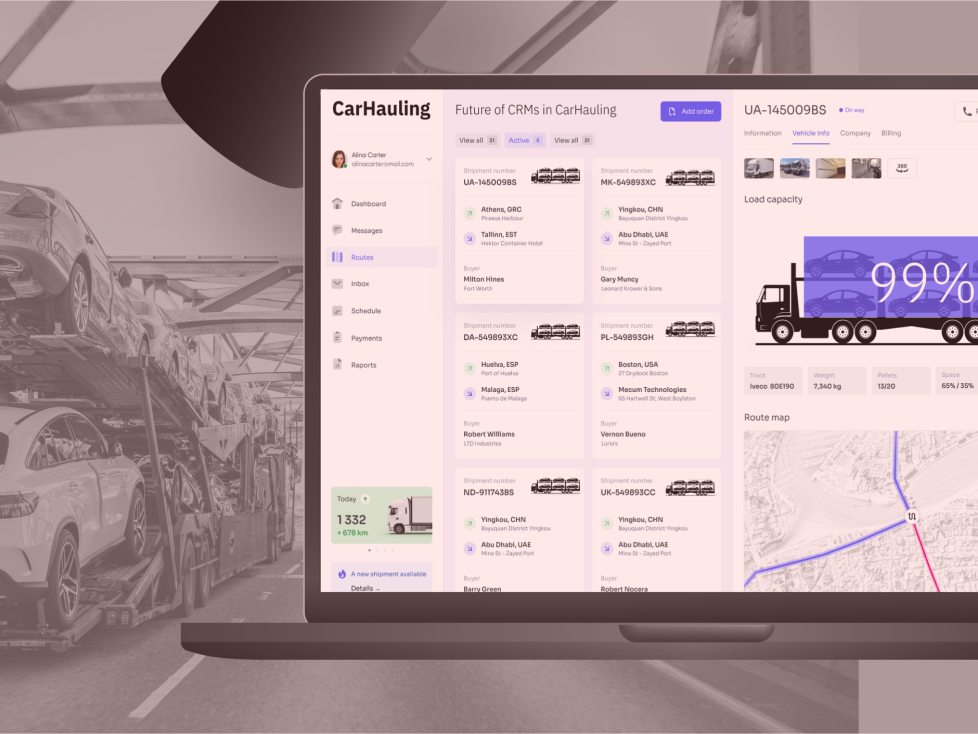 CarHauling
Alina Carter
alinacarter@mail.com
Dashboard
Messages
Routes
Inbox
Schedule
Payments
Reports
Today
1 332
+ 678 km
A new shipment available
Details →
Future of CRMs in CarHauling
Add order
View all 21
Active 8
View all 21
Shipment number
UA-145009BS
Athens, GRC
Piraeus Harbour
Tallinn, EST
Hektor Container Hotel
Buyer
Milton Hines
Fort Worth
Shipment number
MK-549893XC
Yingkou, CHN
Bayuquan District Yingkou
Abu Dhabi, UAE
Mina St - Zayed Port
Buyer
Gary Muncy
Leonard Krower & Sons
Shipment number
DA-549893XC
Huelva, ESP
Port of Huelva
Malaga, ESP
Puerto de Malaga
Buyer
Robert Williams
LTD Industries
Shipment number
PL-549893GH
Boston, USA
27 Drydock Boston
Mecum Technologies
65 Hartwell St, West Boylston
Buyer
Vernon Bueno
Luria's
Shipment number
ND-911743BS
Yingkou, CHN
Bayuquan District Yingkou
Abu Dhabi, UAE
Mina St - Zayed Port
Buyer
Barry Green
Shipment number
UK-549893CC
Yingkou, CHN
Bayuquan District Yingkou
Abu Dhabi, UAE
Mina St - Zayed Port
Buyer
Robert Nocera
UA-145009BS
On way
Information
Vehicle info
Company
Billing
360
Load capacity
99%
Truck
Iveco 80E190
Weight
7,340 kg
Pallets
13/20
Space
65% / 35%
Route map